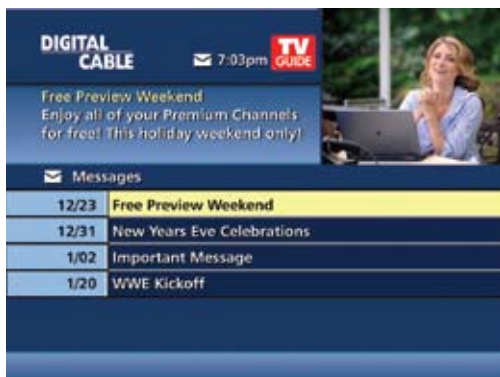 DIGITAL
CABLE
7:03pm
TV
GUIDE
Free Preview Weekend
Enjoy all of your Premium Channels
for free! This holiday weekend only!
Messages
12/23 Free Preview Weekend
12/31 New Years Eve Celebrations
1/02 Important Message
1/20 WWE Kickoff